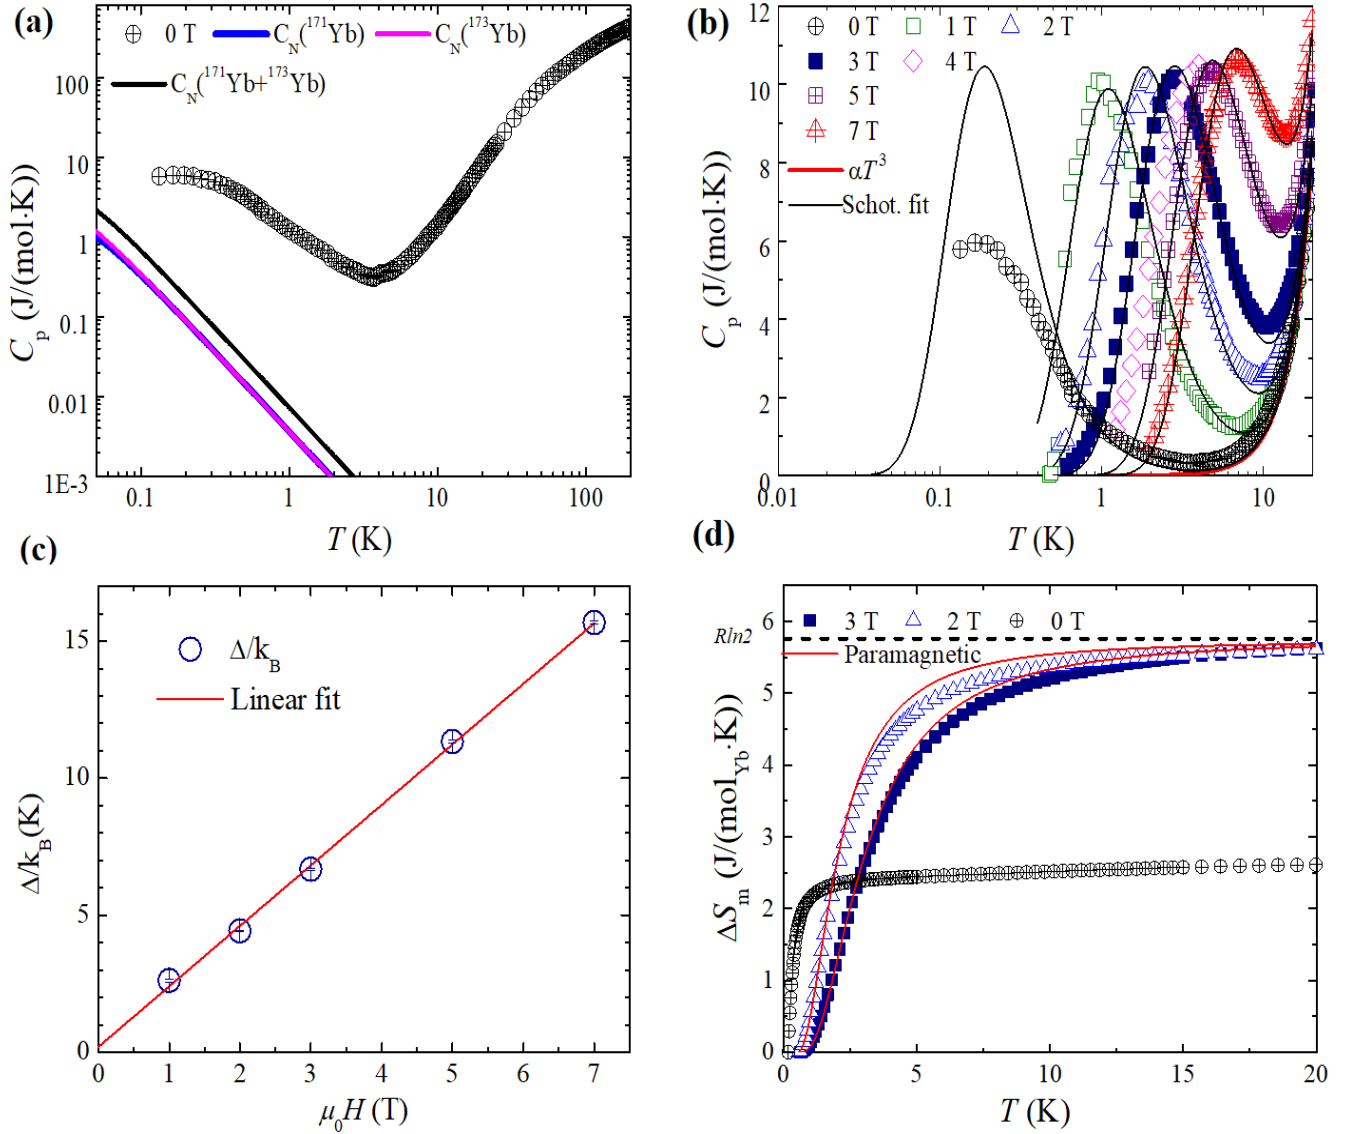 (a)
0 T
C_N(^171Yb)
C_N(^173Yb)
C_N(^171Yb+^173Yb)
100
10
1
0.1
0.01
1E-3
0.1
1
10
100
C_p (J/(mol·K))
T (K)
(b)
0 T
1 T
2 T
3 T
4 T
5 T
7 T
αT^3
Schot. fit
12
10
8
6
4
2
0
0.01
0.1
1
10
C_p (J/(mol·K))
T (K)
(c)
Δ/k_B
Linear fit
15
10
5
0
0
1
2
3
4
5
6
7
Δ/k_B(K)
μ_0H (T)
(d)
3 T
2 T
0 T
Rln2
Paramagnetic
6
5
4
3
2
1
0
0
5
10
15
20
ΔS_m (J/(mol_Yb·K))
T (K)